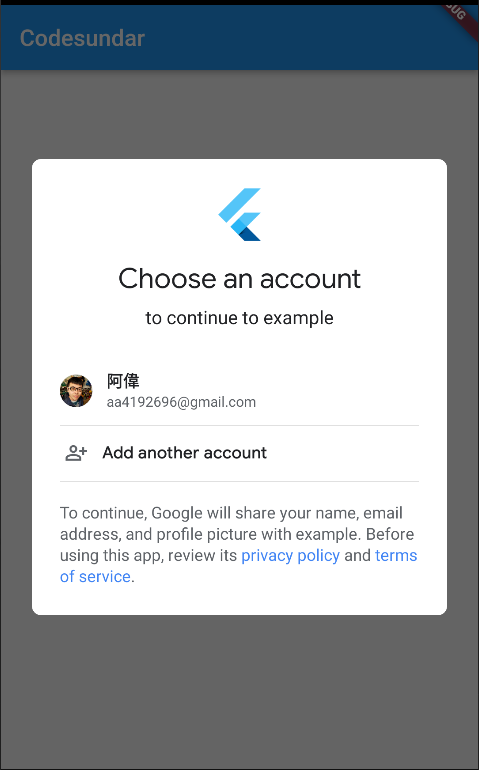 Codesundar
Choose an account
to continue to example
阿偉
aa4192696@gmail.com
Add another account
To continue, Google will share your name, email
address, and profile picture with example. Before
using this app, review its privacy policy and terms
of service.